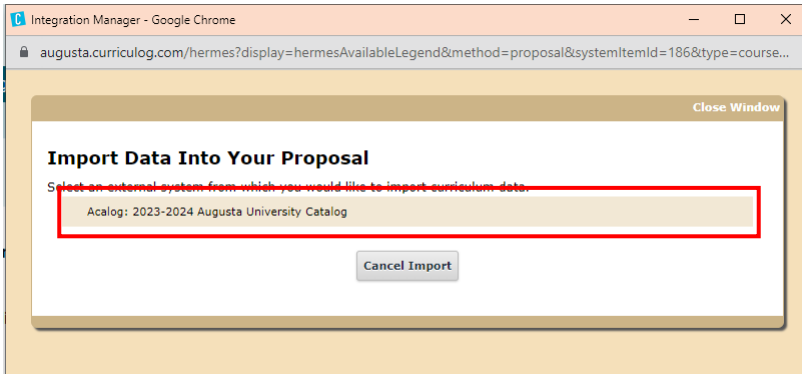 Integration Manager - Google Chrome
augusta.curriculog.com/hermes?display=hermesAvailableLegend&method=proposal&systemItemId=186&type=course...
Close Window
Import Data Into Your Proposal
Select an external system from which you would like to import curriculum data.
Acalog: 2023-2024 Augusta University Catalog
Cancel Import